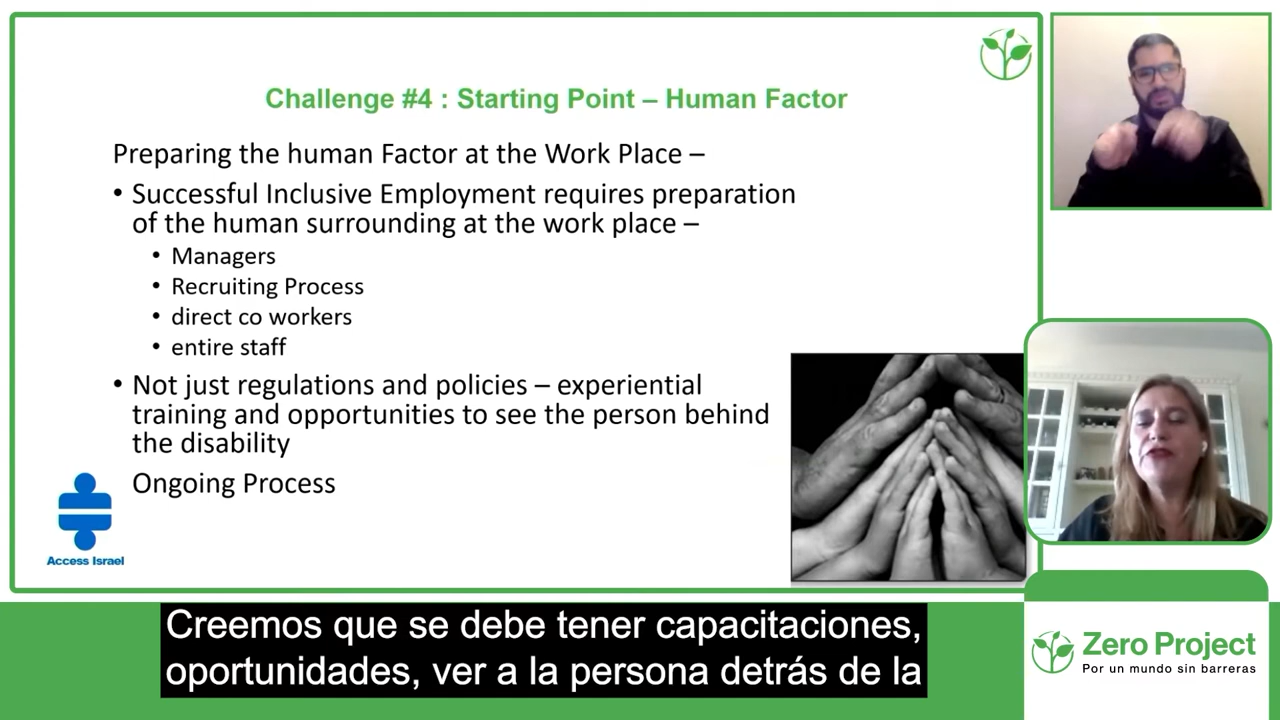 Challenge #4 : Starting Point – Human Factor
Preparing the human Factor at the Work Place –
• Successful Inclusive Employment requires preparation
of the human surrounding at the work place –
• Managers
• Recruiting Process
• direct co workers
• entire staff
• Not just regulations and policies – experiential
training and opportunities to see the person behind
the disability
Ongoing Process
Access Israel
Creemos que se debe tener capacitaciones,
oportunidades, ver a la persona detrás de la
Zero Project
Por un mundo sin barreras